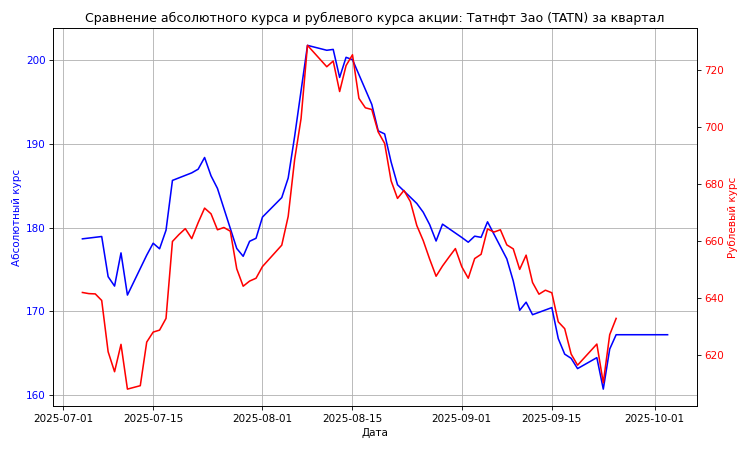 Сравнение абсолютного курса и рублевого курса акции: Татнфт 3ао (TATN) за квартал
200
190
180
170
160
Абсолютный курс
720
700
680
660
640
620
Рублевый курс
2025-07-01 2025-07-15 2025-08-01 2025-08-15 2025-09-01 2025-09-15 2025-10-01
Дата